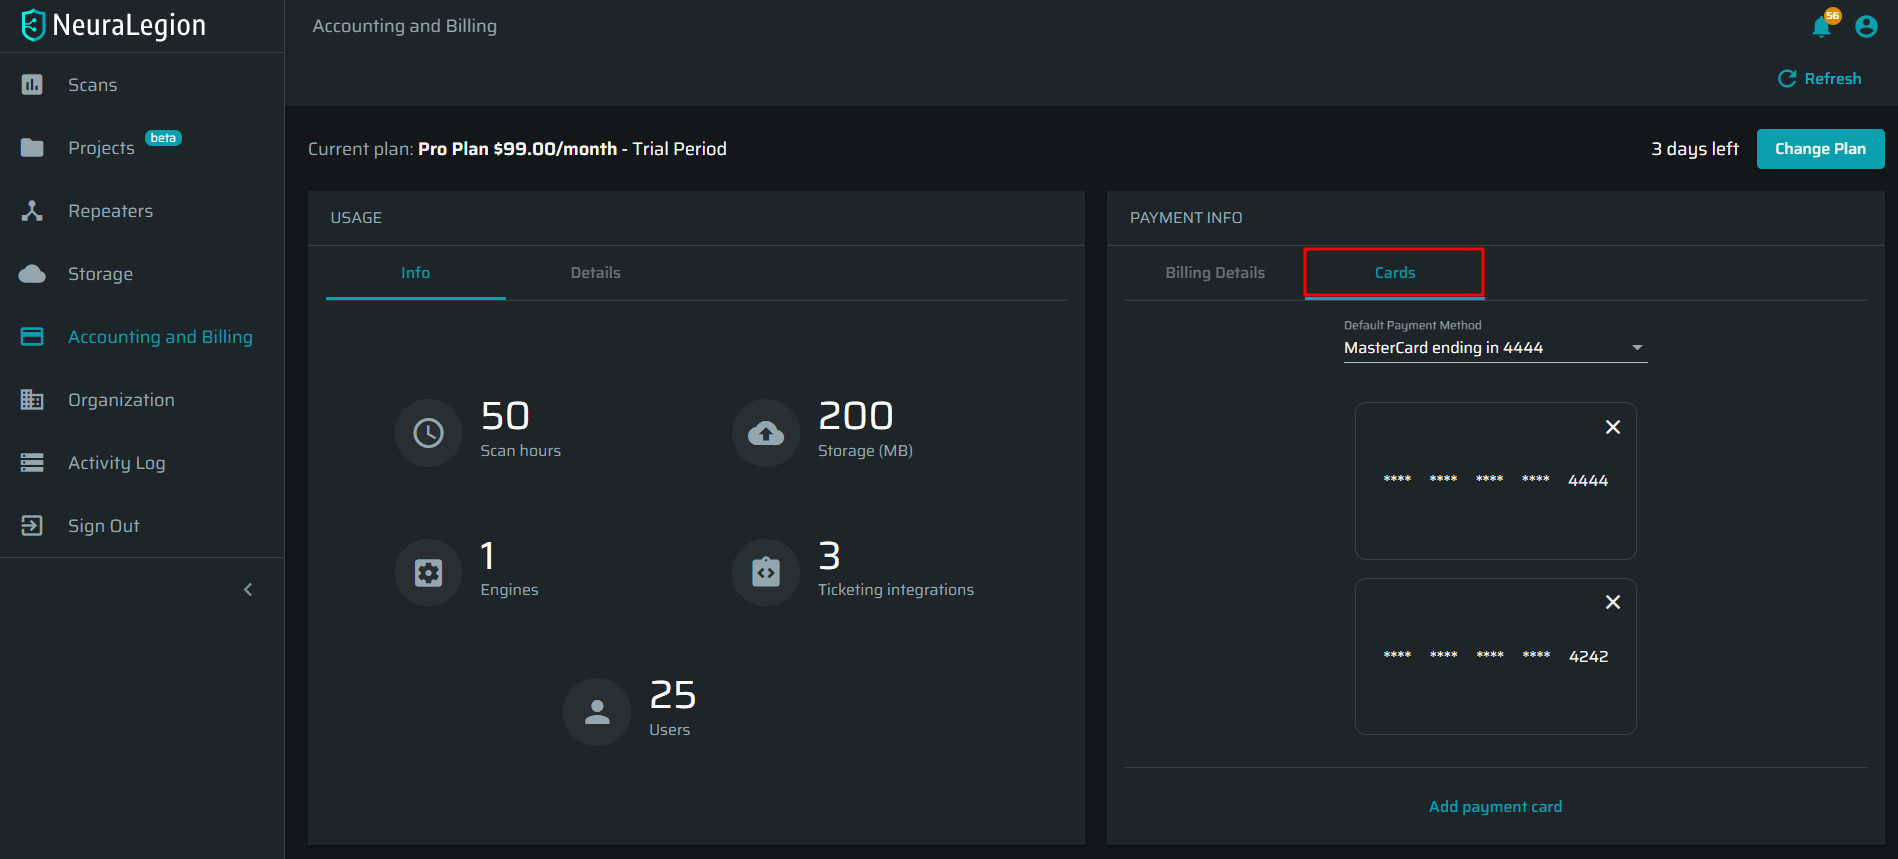 NeuraLegion
Accounting and Billing
56
Refresh
Scans
Projects beta
Repeaters
Storage
Accounting and Billing
Organization
Activity Log
Sign Out
Current plan: Pro Plan $99.00/month - Trial Period
3 days left
Change Plan
USAGE
Info Details
50
Scan hours
200
Storage (MB)
1
Engines
3
Ticketing integrations
25
Users
PAYMENT INFO
Billing Details Cards
Default Payment Method
MasterCard ending in 4444
**** **** **** **** 4444
**** **** **** **** 4242
Add payment card